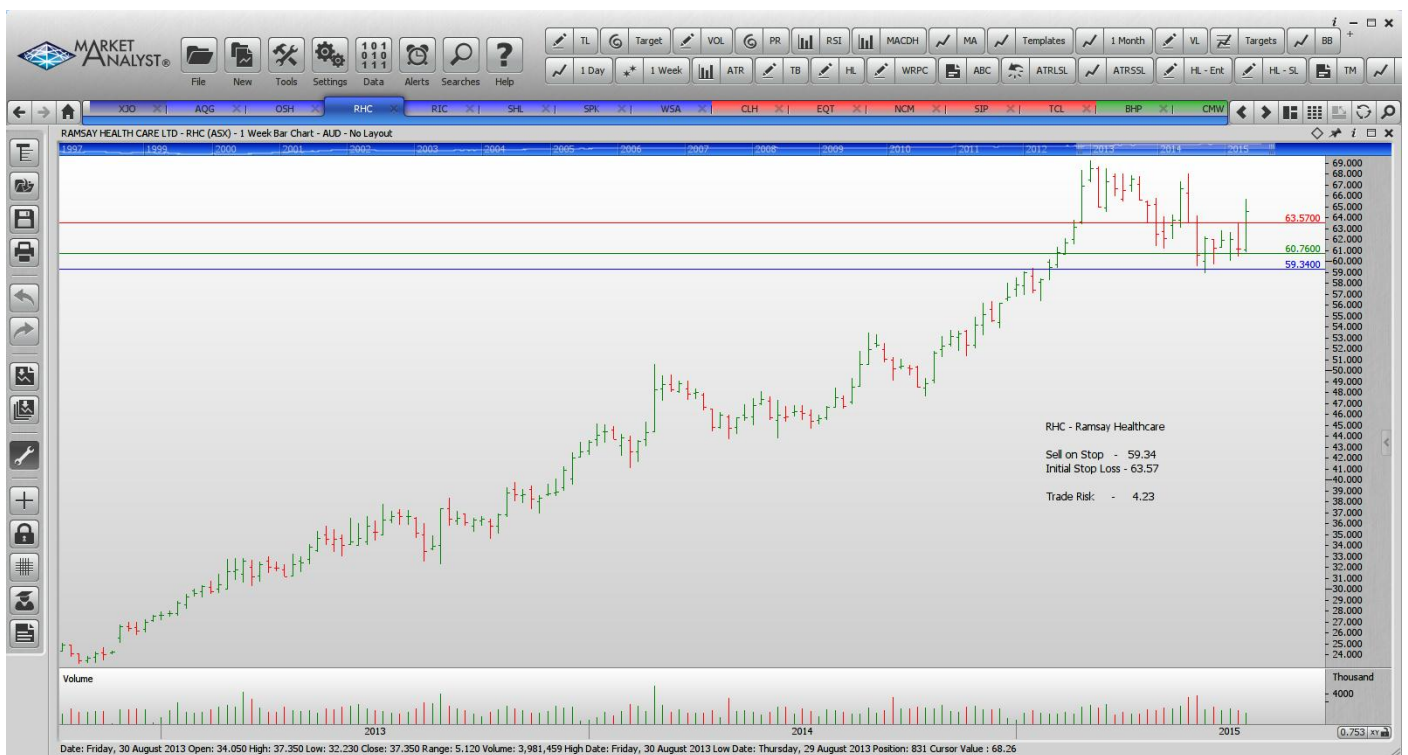 MARKET
ANALYST®
File
New
Tools
Settings
101
010
111
Data
Alerts
Searches
?
Help
TL
Target
VOL
PR
RSI
MACDH
MA
Templates
1 Month
VL
Targets
BB
1 Day
1 Week
ATR
TB
HL
WRPC
ABC
ATRLSL
ATRSSL
HL - Ent
HL - SL
TM
XJO
AQG
OSH
RHC
RIC
SHL
SPK
WSA
CLH
EQT
NCM
SIP
TCL
BHP
CMW
RAMSAY HEALTH CARE LTD - RHC (ASX) - 1 Week Bar Chart - AUD - No Layout
1997 1999 2000 2001 2002 2003 2004 2005 2006 2007 2008 2009 2010 2011 2012 2013 2014 2015
69.000
68.000
67.000
66.000
65.000
64.000
63.5700
63.000
62.000
61.000
60.7600
60.000
59.3400
59.000
58.000
57.000
56.000
55.000
54.000
53.000
52.000
51.000
50.000
49.000
48.000
47.000
46.000
45.000
44.000
43.000
42.000
41.000
40.000
39.000
38.000
37.000
36.000
35.000
34.000
33.000
32.000
31.000
30.000
29.000
28.000
27.000
26.000
25.000
24.000
RHC - Ramsay Healthcare
Sell on Stop - 59.34
Initial Stop Loss - 63.57
Trade Risk - 4.23
Volume
Thousand
4000
2013 2014 2015
0.753 XY
Date: Friday, 30 August 2013 Open: 34.050 High: 37.350 Low: 32.230 Close: 37.350 Range: 5.120 Volume: 3,981,459 High Date: Friday, 30 August 2013 Low Date: Thursday, 29 August 2013 Position: 831 Cursor Value : 68.26